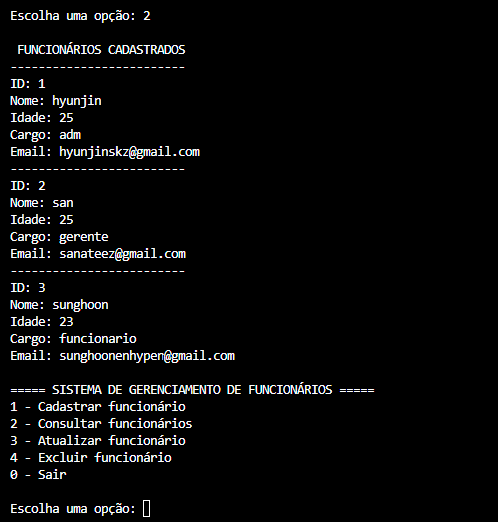 Escolha uma opção: 2
FUNCIONÁRIOS CADASTRADOS
-------------------------
ID: 1
Nome: hyunjin
Idade: 25
Cargo: adm
Email: hyunjinskz@gmail.com
-------------------------
ID: 2
Nome: san
Idade: 25
Cargo: gerente
Email: sanateez@gmail.com
-------------------------
ID: 3
Nome: sunghoon
Idade: 23
Cargo: funcionario
Email: sunghoonenhypen@gmail.com
===== SISTEMA DE GERENCIAMENTO DE FUNCIONÁRIOS =====
1 - Cadastrar funcionário
2 - Consultar funcionários
3 - Atualizar funcionário
4 - Excluir funcionário
0 - Sair
Escolha uma opção: